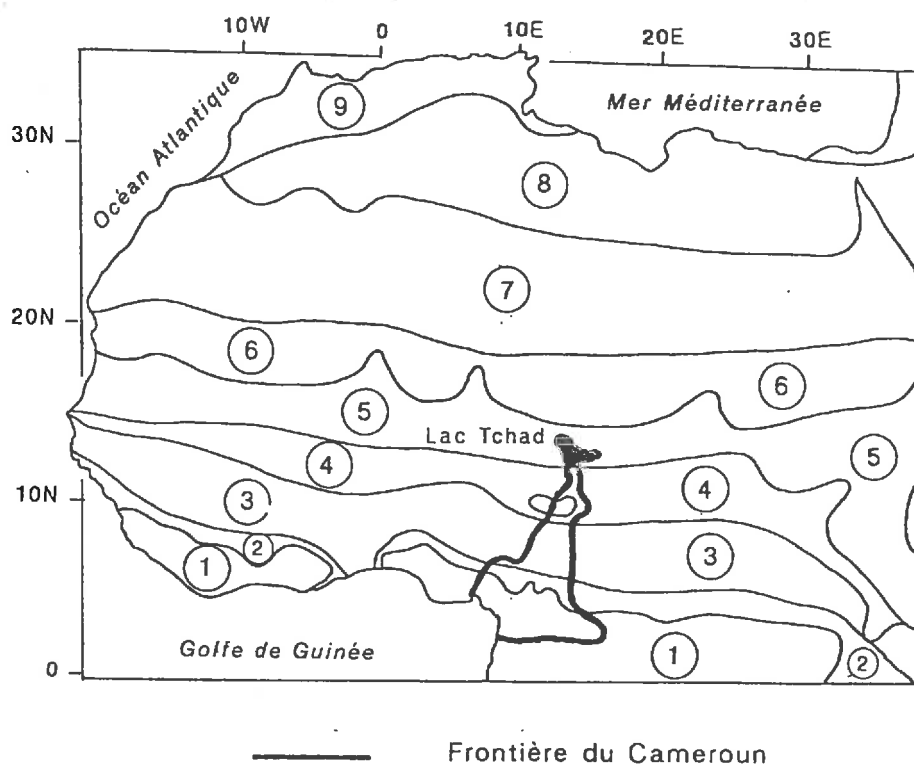 10W 0 10E 20E 30E
Océan Atlantique
9
Mer Méditerranée
30N
8
7
20N
6
6
5
Lac Tchad
5
4
4
10N
3
3
2
1
Golfe de Guinée
1
2
0
Frontière du Cameroun